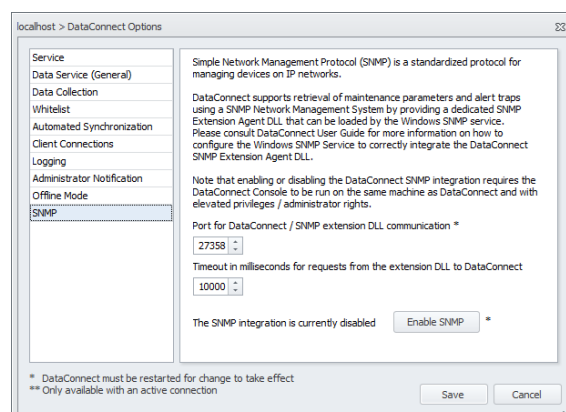 localhost > DataConnect Options
Service
Data Service (General)
Data Collection
Whitelist
Automated Synchronization
Client Connections
Logging
Administrator Notification
Offline Mode
SNMP
Simple Network Management Protocol (SNMP) is a standardized protocol for
managing devices on IP networks.
DataConnect supports retrieval of maintenance parameters and alert traps
using a SNMP Network Management System by providing a dedicated SNMP
Extension Agent DLL that can be loaded by the Windows SNMP service.
Please consult DataConnect User Guide for more information on how to
configure the Windows SNMP Service to correctly integrate the DataConnect
SNMP Extension Agent DLL.
Note that enabling or disabling the DataConnect SNMP integration requires the
DataConnect Console to be run on the same machine as DataConnect and with
elevated privileges / administrator rights.
Port for DataConnect / SNMP extension DLL communication *
27358
Timeout in milliseconds for requests from the extension DLL to DataConnect
10000
The SNMP integration is currently disabled Enable SNMP *
* DataConnect must be restarted for change to take effect
** Only available with an active connection
Save Cancel